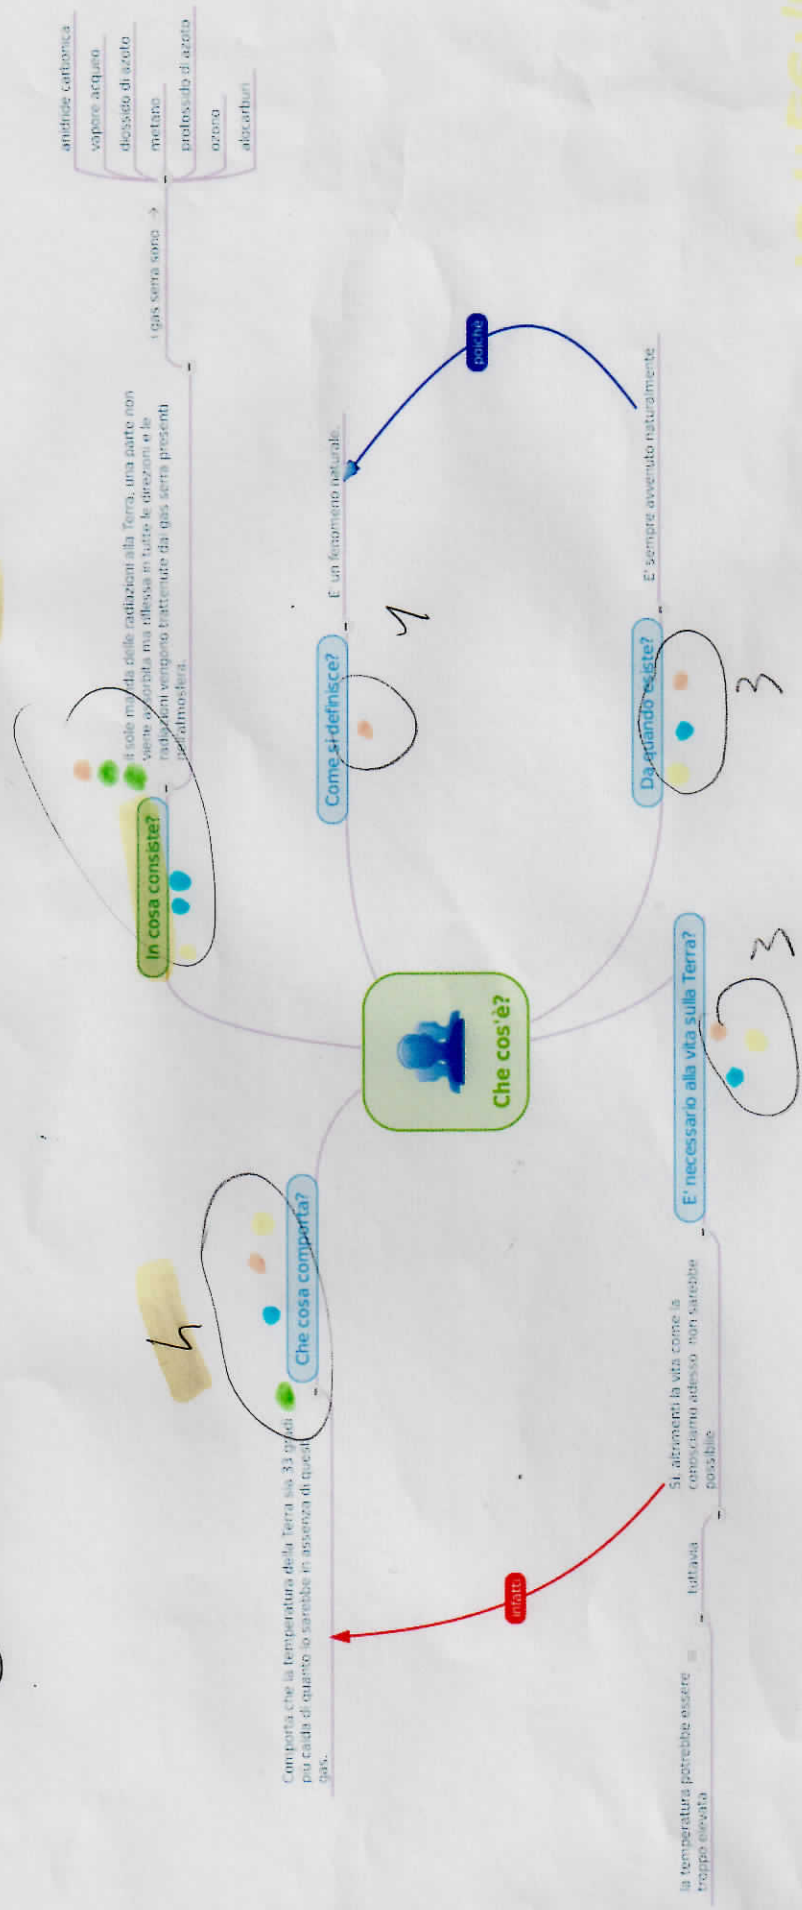 Che cos'è?
In cosa consiste?
il sole manda delle radiazioni alla Terra, una parte non
viene assorbita ma riflessa in tutte le direzioni e le
radiazioni vengono trattenute dai gas serra presenti
nell'atmosfera.
i gas serra sono →
anidride carbonica
vapore acqueo
diossido di azoto
metano
protossido di azoto
ozono
alocarburi
Come si definisce?
E' un fenomeno naturale.
1
poichè
Da quando esiste?
E' sempre avvenuto naturalmente
3
E' necessario alla vita sulla Terra?
3
Si, altrimenti la vita come la
conosciamo adesso non sarebbe
possibile
tuttavia
la temperatura potrebbe essere
troppo elevata
infatti
Che cosa comporta?
4
Comporta che la temperatura della Terra sia 33 gradi
più calda di quanto lo sarebbe in assenza di questi
gas.